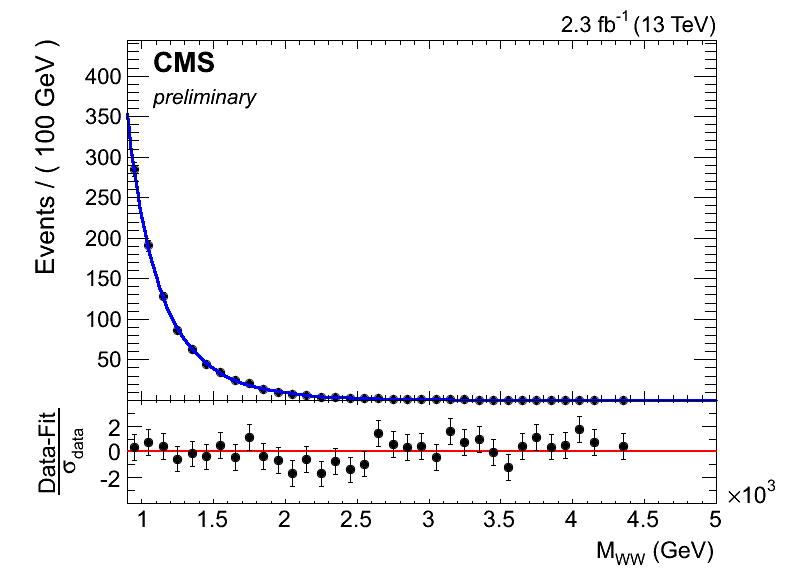 2.3 fb⁻¹ (13 TeV)
CMS
preliminary
Events / ( 100 GeV )
400
350
300
250
200
150
100
50
Data-Fit
σdata
2
0
-2
×10³
1 1.5 2 2.5 3 3.5 4 4.5 5
M_WW (GeV)